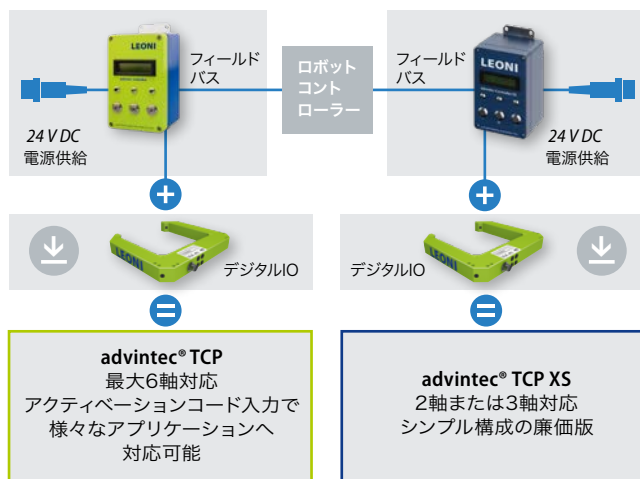 LEONI
フィールド
バス
24 V DC
電源供給
ロボット
コント
ローラー
フィールド
バス
LEONI
24 V DC
電源供給
LEONI
デジタルIO
デジタルIO
LEONI
advintec® TCP
最大6軸対応
アクティベーションコード入力で
様々なアプリケーションへ
対応可能
advintec® TCP XS
2軸または3軸対応
シンプル構成の廉価版